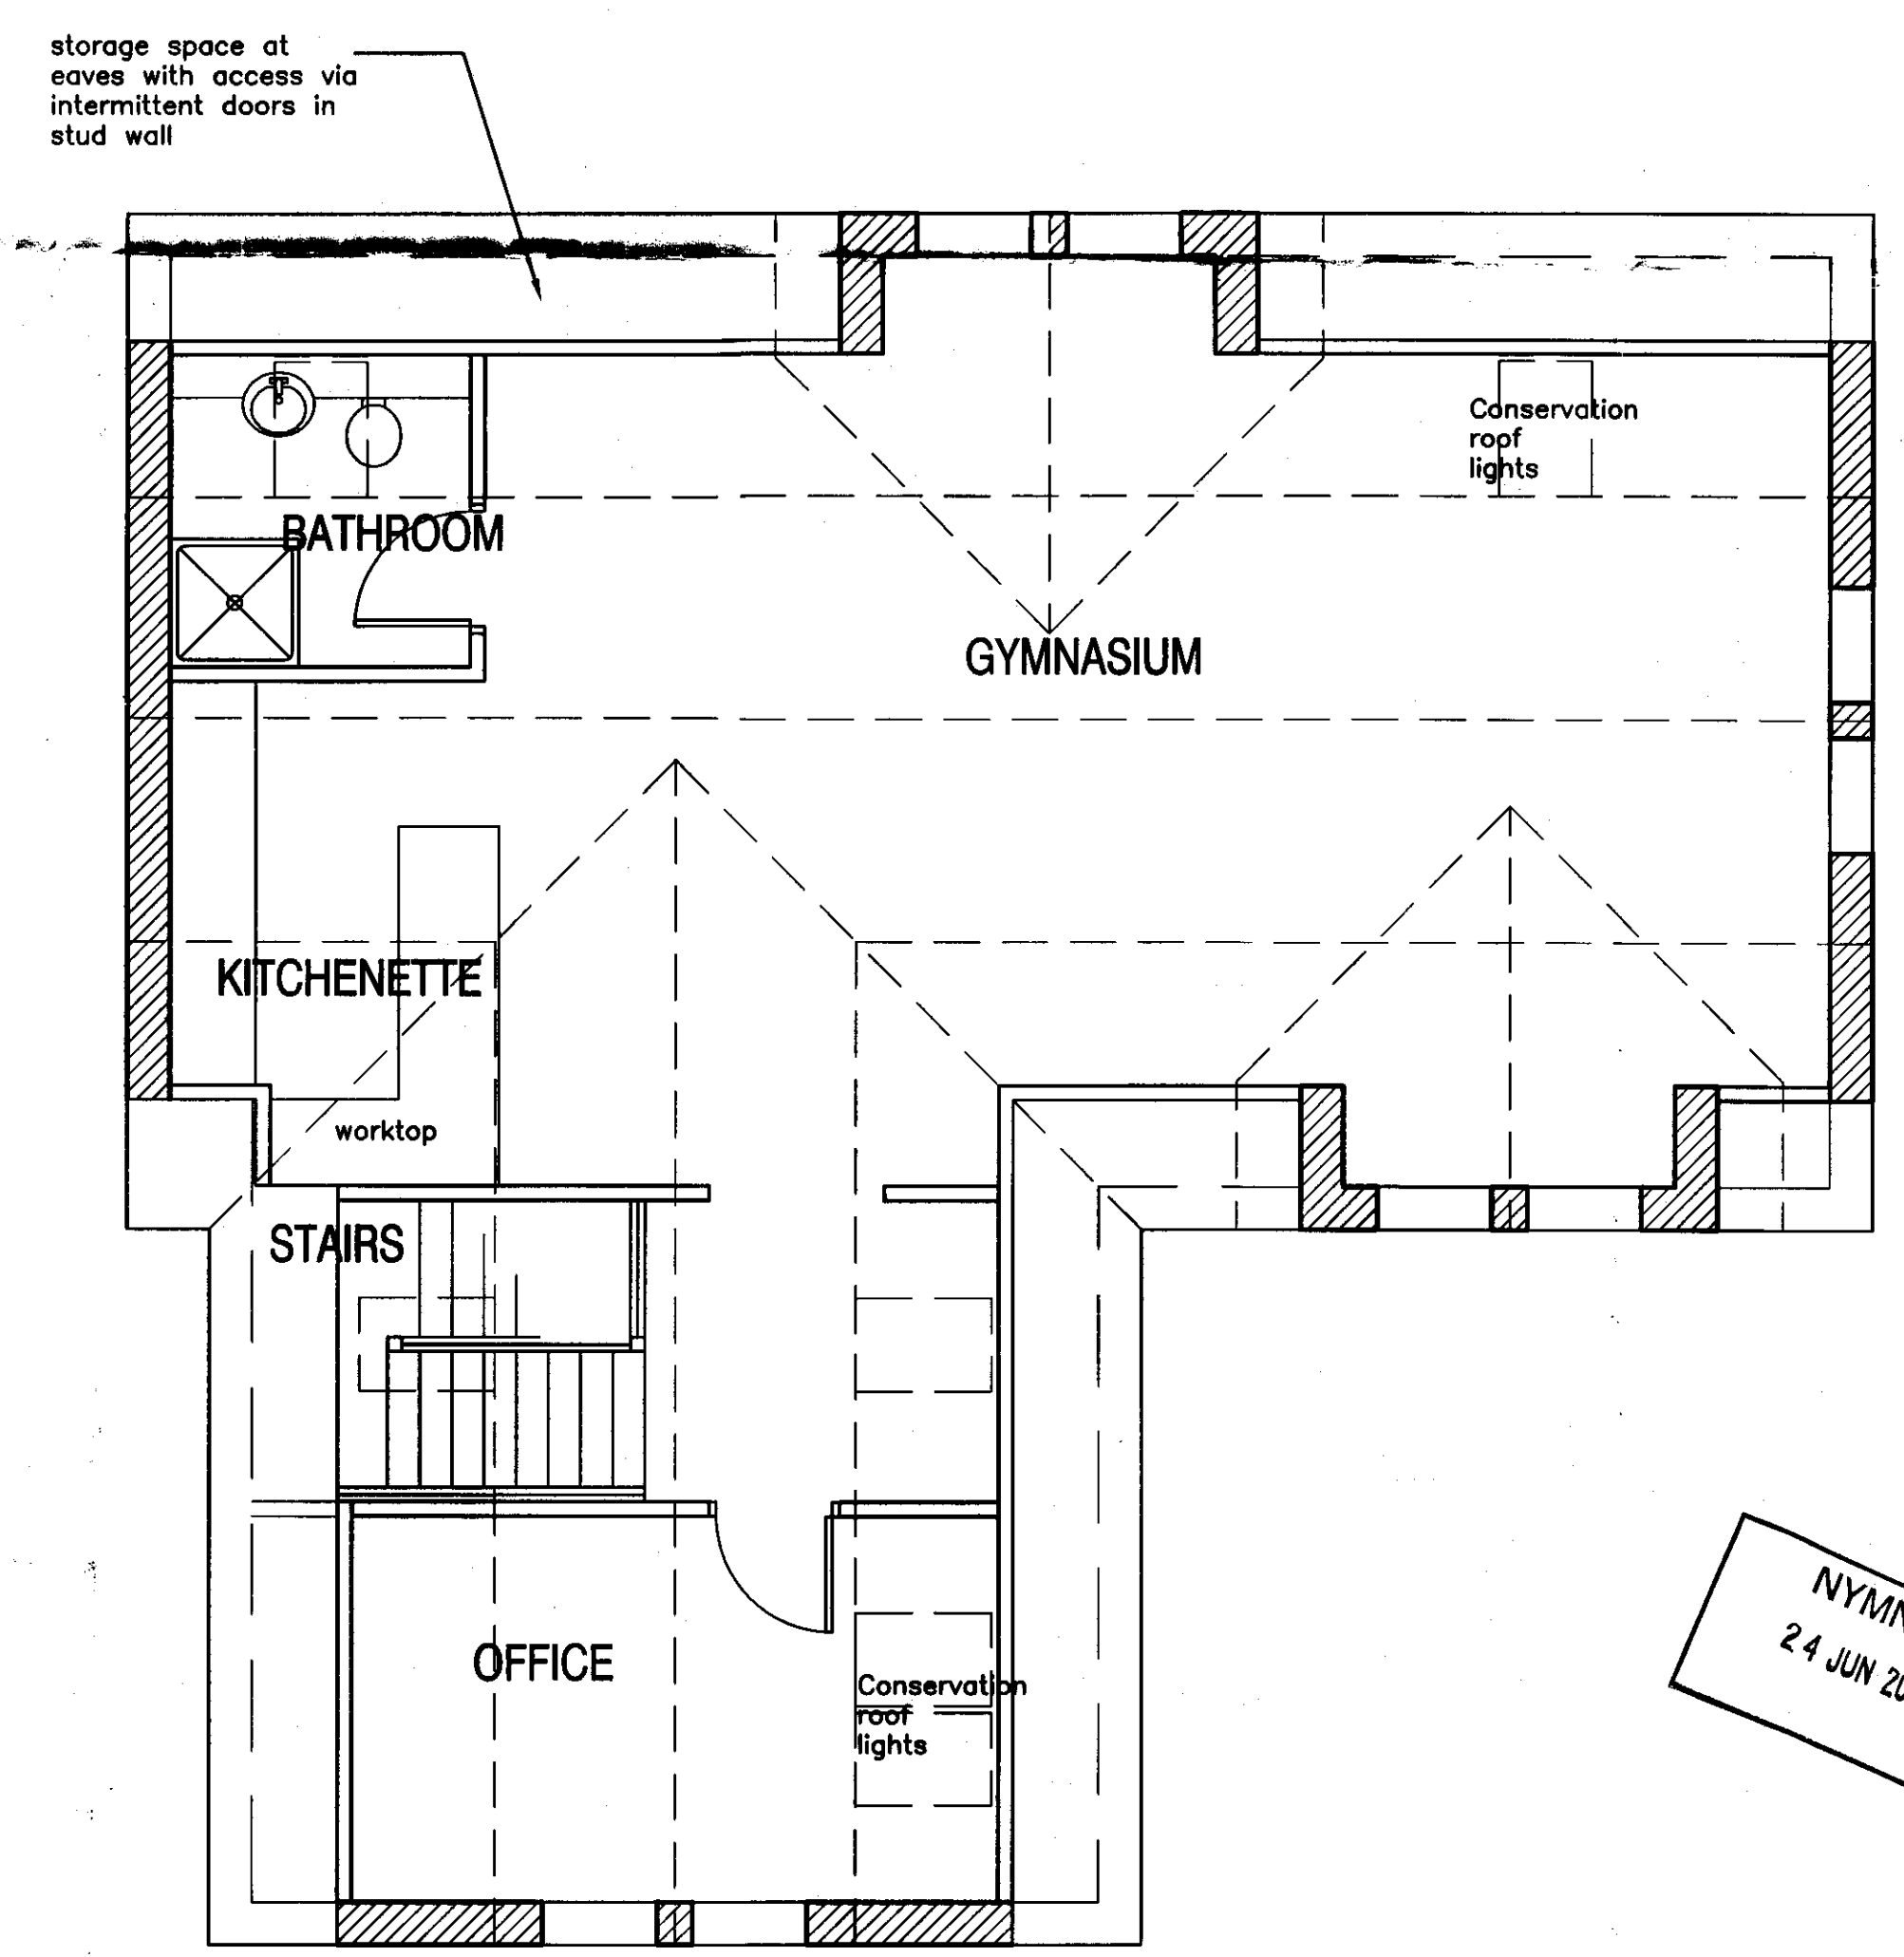 storage space at
eaves with access via
intermittent doors in
stud wall
Conservation
roof
lights
BATHROOM
GYMNASIUM
KITCHENETTE
worktop
STAIRS
OFFICE
Conservation
roof
lights
24 JUN